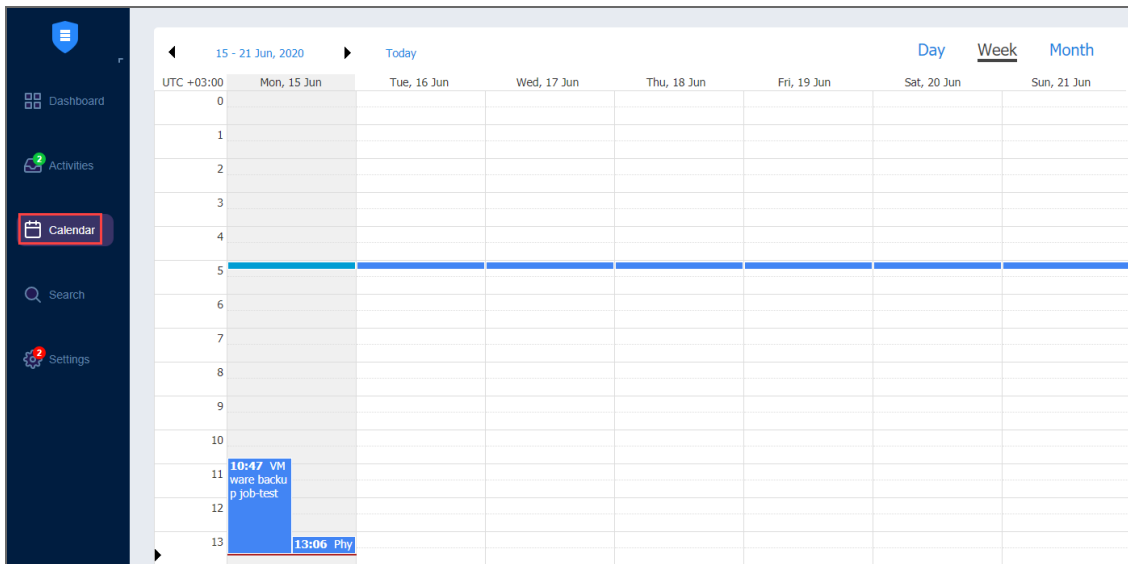 15 - 21 Jun, 2020 Today Day Week Month
UTC +03:00 Mon, 15 Jun Tue, 16 Jun Wed, 17 Jun Thu, 18 Jun Fri, 19 Jun Sat, 20 Jun Sun, 21 Jun
Dashboard
2
Activities
Calendar
Search
2
Settings
0
1
2
3
4
5
6
7
8
9
10
11
12
13
10:47 VM
ware backu
p job-test
13:06 Phy